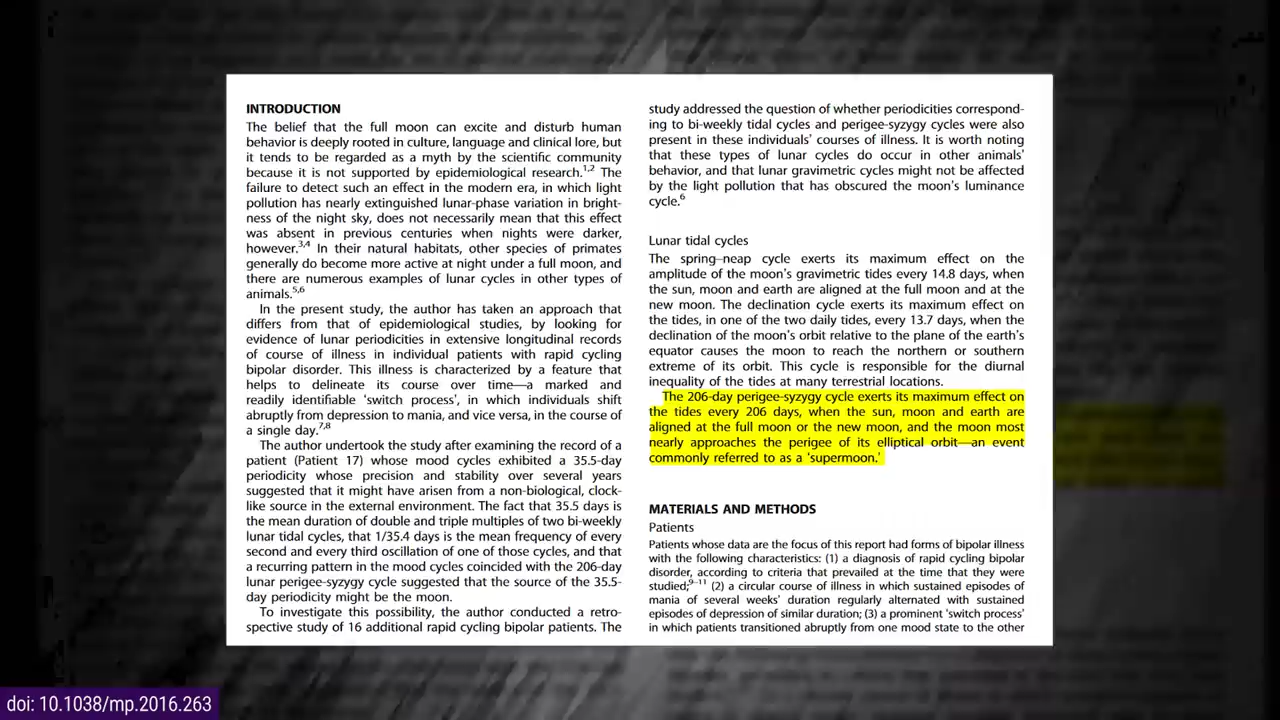 INTRODUCTION
The belief that the full moon can excite and disturb human
behavior is deeply rooted in culture, language and clinical lore, but
it tends to be regarded as a myth by the scientific community
because it is not supported by epidemiological research.1,2 The
failure to detect such an effect in the modern era, in which light
pollution has nearly extinguished lunar-phase variation in bright-
ness of the night sky, does not necessarily mean that this effect
was absent in previous centuries when nights were darker,
however.3,4 In their natural habitats, other species of primates
generally do become more active at night under a full moon, and
there are numerous examples of lunar cycles in other types of
animals.5,6
In the present study, the author has taken an approach that
differs from that of epidemiological studies, by looking for
evidence of lunar periodicities in extensive longitudinal records
of course of illness in individual patients with rapid cycling
bipolar disorder. This illness is characterized by a feature that
helps to delineate its course over time—a marked and
readily identifiable ‘switch process’, in which individuals shift
abruptly from depression to mania, and vice versa, in the course of
a single day.7,8
The author undertook the study after examining the record of a
patient (Patient 17) whose mood cycles exhibited a 35.5-day
periodicity whose precision and stability over several years
suggested that it might have arisen from a non-biological, clock-
like source in the external environment. The fact that 35.5 days is
the mean duration of double and triple multiples of two bi-weekly
lunar tidal cycles, that 1/35.4 days is the mean frequency of every
second and every third oscillation of one of those cycles, and that
a recurring pattern in the mood cycles coincided with the 206-day
lunar perigee-syzygy cycle suggested that the source of the 35.5-
day periodicity might be the moon.
To investigate this possibility, the author conducted a retro-
spective study of 16 additional rapid cycling bipolar patients. The
study addressed the question of whether periodicities correspond-
ing to bi-weekly tidal cycles and perigee-syzygy cycles were also
present in these individuals’ courses of illness. It is worth noting
that these types of lunar cycles do occur in other animals’
behavior, and that lunar gravimetric cycles might not be affected
by the light pollution that has obscured the moon’s luminance
cycle.6
Lunar tidal cycles
The spring–neap cycle exerts its maximum effect on the
amplitude of the moon’s gravimetric tides every 14.8 days, when
the sun, moon and earth are aligned at the full moon and at the
new moon. The declination cycle exerts its maximum effect on
the tides, in one of the two daily tides, every 13.7 days, when the
declination of the moon’s orbit relative to the plane of the earth’s
equator causes the moon to reach the northern or southern
extreme of its orbit. This cycle is responsible for the diurnal
inequality of the tides at many terrestrial locations.
The 206-day perigee-syzygy cycle exerts its maximum effect on
the tides every 206 days, when the sun, moon and earth are
aligned at the full moon or the new moon, and the moon most
nearly approaches the perigee of its elliptical orbit—an event
commonly referred to as a ‘supermoon.’
MATERIALS AND METHODS
Patients
Patients whose data are the focus of this report had forms of bipolar illness
with the following characteristics: (1) a diagnosis of rapid cycling bipolar
disorder, according to criteria that prevailed at the time that they were
studied;9–11 (2) a circular course of illness in which sustained episodes of
mania of several weeks’ duration regularly alternated with sustained
episodes of depression of similar duration; (3) a prominent ‘switch process’
in which patients transitioned abruptly from one mood state to the other
doi: 10.1038/mp.2016.263